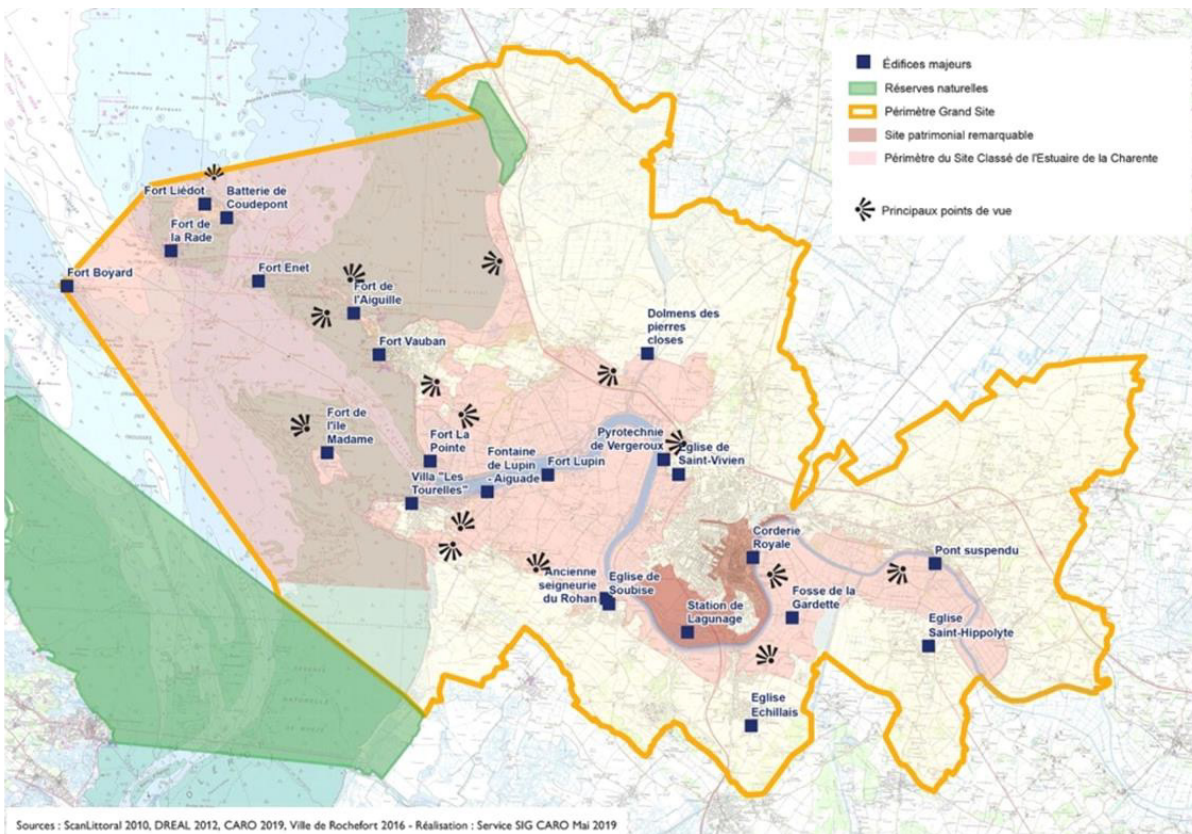 Édifices majeurs
Réserves naturelles
Périmètre Grand Site
Site patrimonial remarquable
Périmètre du Site Classé de l'Estuaire de la Charente
Principaux points de vue
Fort Liédot
Batterie de
Coudepont
Fort de
la Rade
Fort Boyard
Fort Enet
Fort de
l'Aiguille
Fort Vauban
Dolmens des
pierres
closes
Fort de
l'île
Madame
Fort La
Pointe
Villa "Les
Tourelles"
Fontaine
de Lupin
- Aiguade
Fort Lupin
Pyrotechnie
de Vergeroux
Eglise de
Saint-Vivien
Corderie
Royale
Pont suspendu
Ancienne
seigneurie
du Rohan
Eglise de
Soubise
Station de
Lagunage
Fosse de la
Gardette
Eglise
Saint-Hippolyte
Eglise
Echillais
Sources : ScanLittoral 2010, DREAL 2012, CARO 2019, Ville de Rochefort 2016 - Réalisation : Service SIG CARO Mai 2019